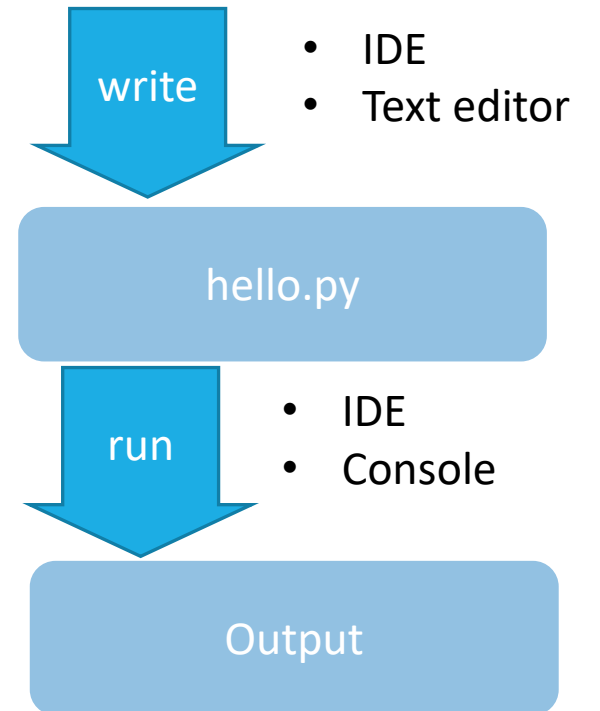 write
• IDE
• Text editor
hello.py
run
• IDE
• Console
Output